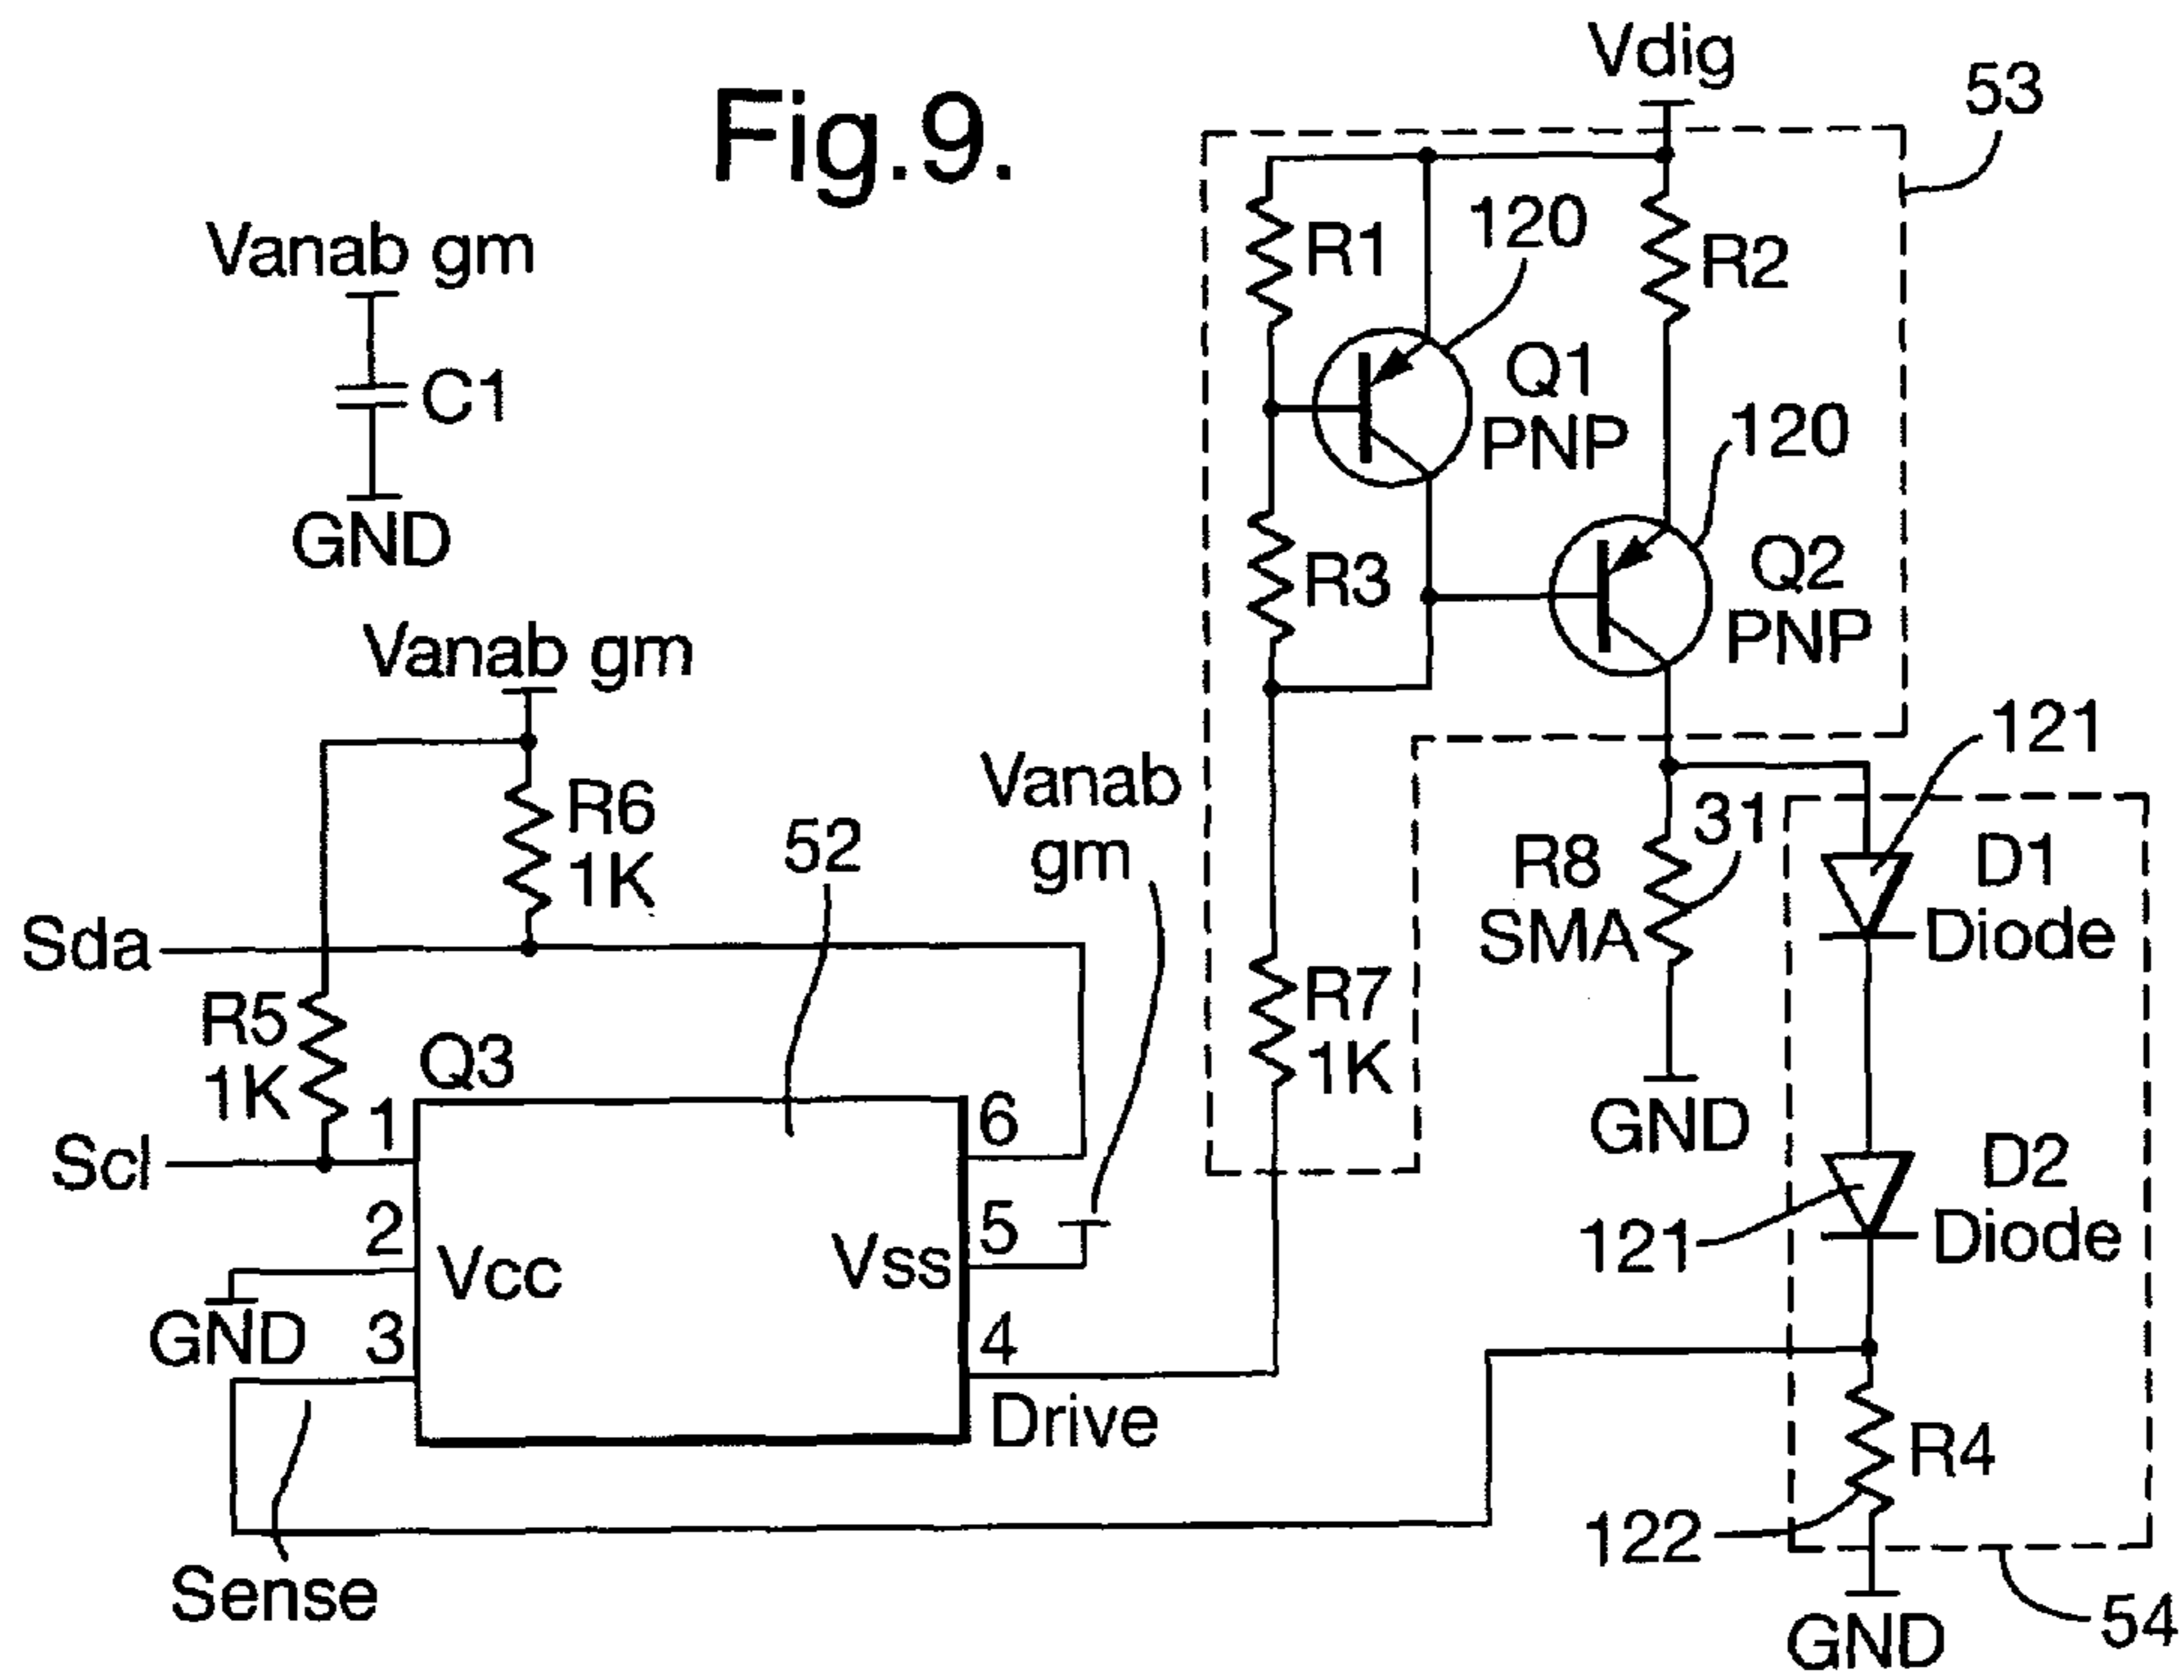 Fig.9.
Vdig
53
Vanab gm
C1
GND
R1
120
R2
Q1
PNP
120
R3
Q2
PNP
Vanab gm
R6
1K
52
Vanab
gm
121
31
R8
SMA
D1
Diode
Sda
R5
1K
Q3
R7
1K
GND
Scl
1
6
2
5
Vcc
Vss
GND
3
4
Drive
D2
Diode
121
R4
122
Sense
GND
54